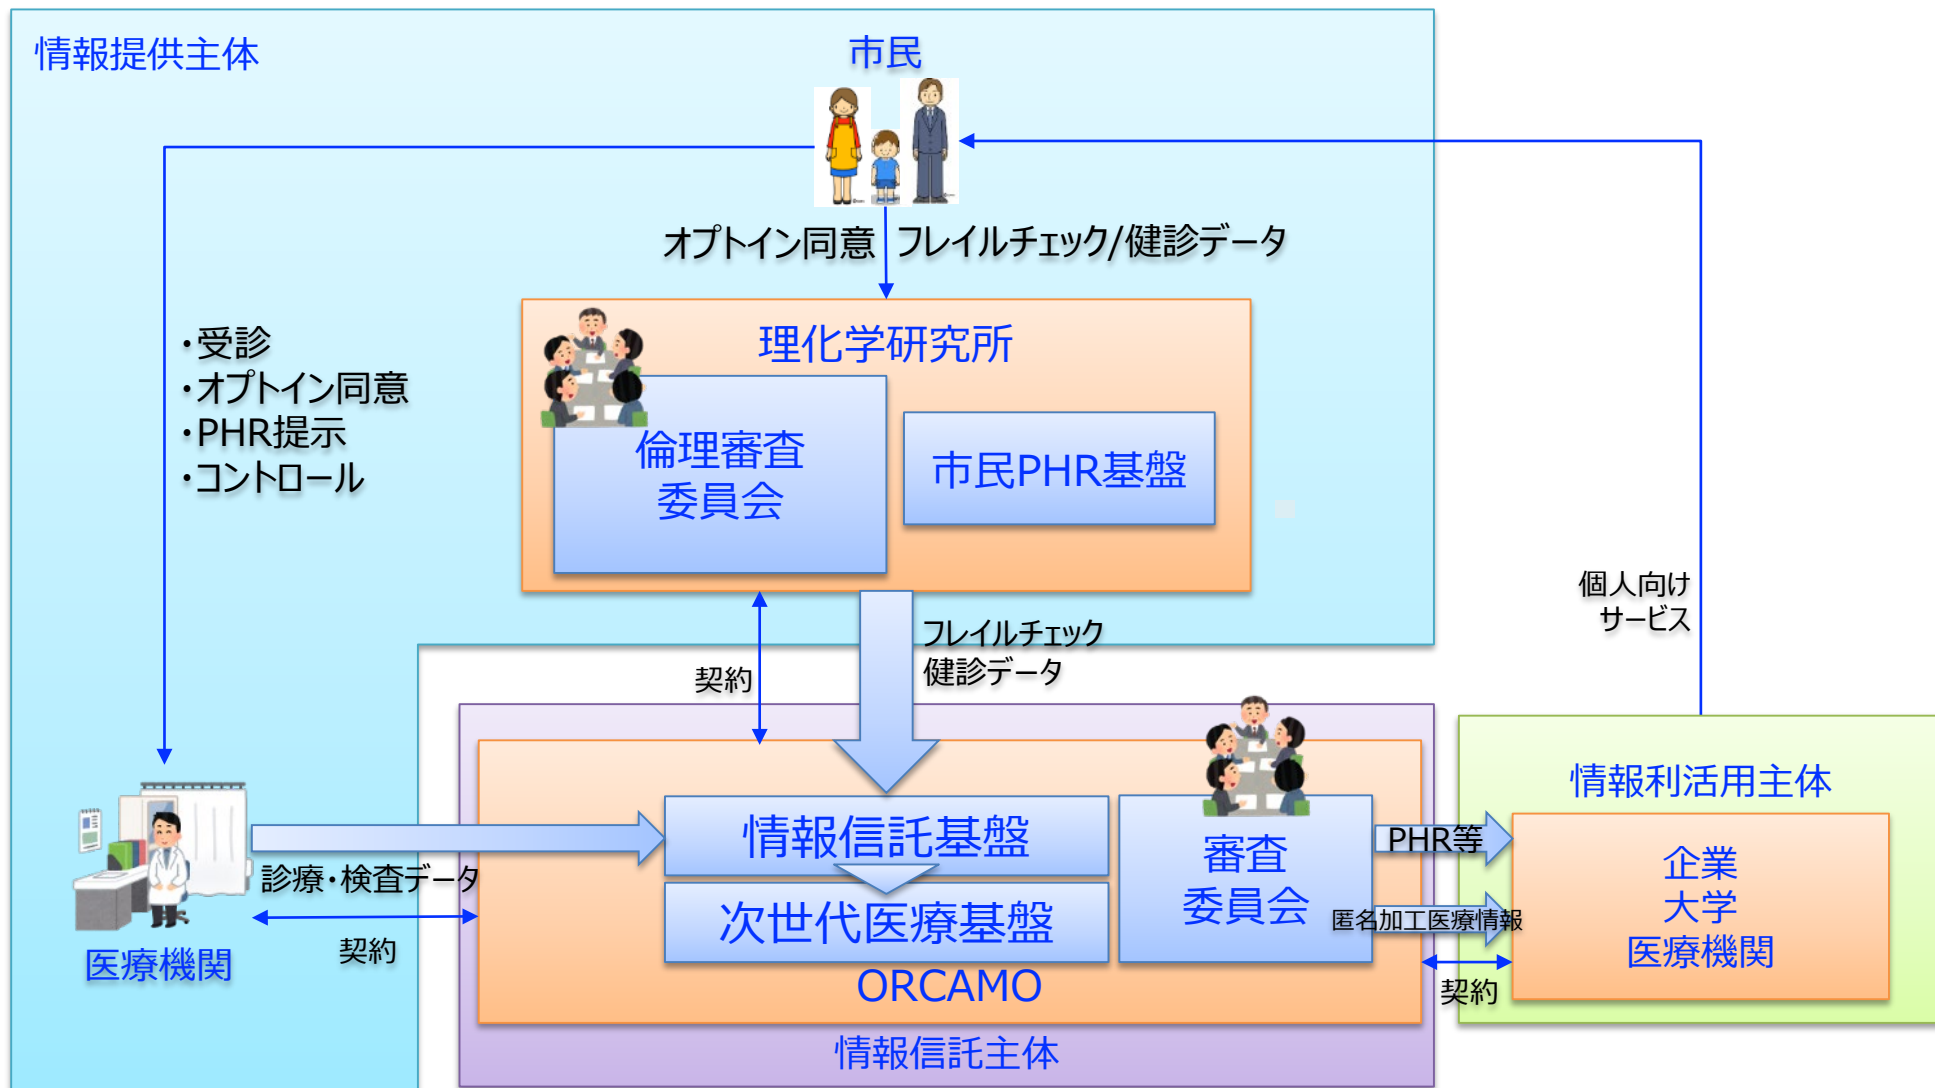 情報提供主体
市民
オプトイン同意
フレイルチェック/健診データ
・受診
・オプトイン同意
・PHR提示
・コントロール
理化学研究所
倫理審査
委員会
市民PHR基盤
個人向け
サービス
契約
フレイルチェック
健診データ
情報信託基盤
次世代医療基盤
ORCAMO
審査
委員会
情報信託主体
診療・検査データ
契約
医療機関
PHR等
匿名加工医療情報
契約
情報利活用主体
企業
大学
医療機関